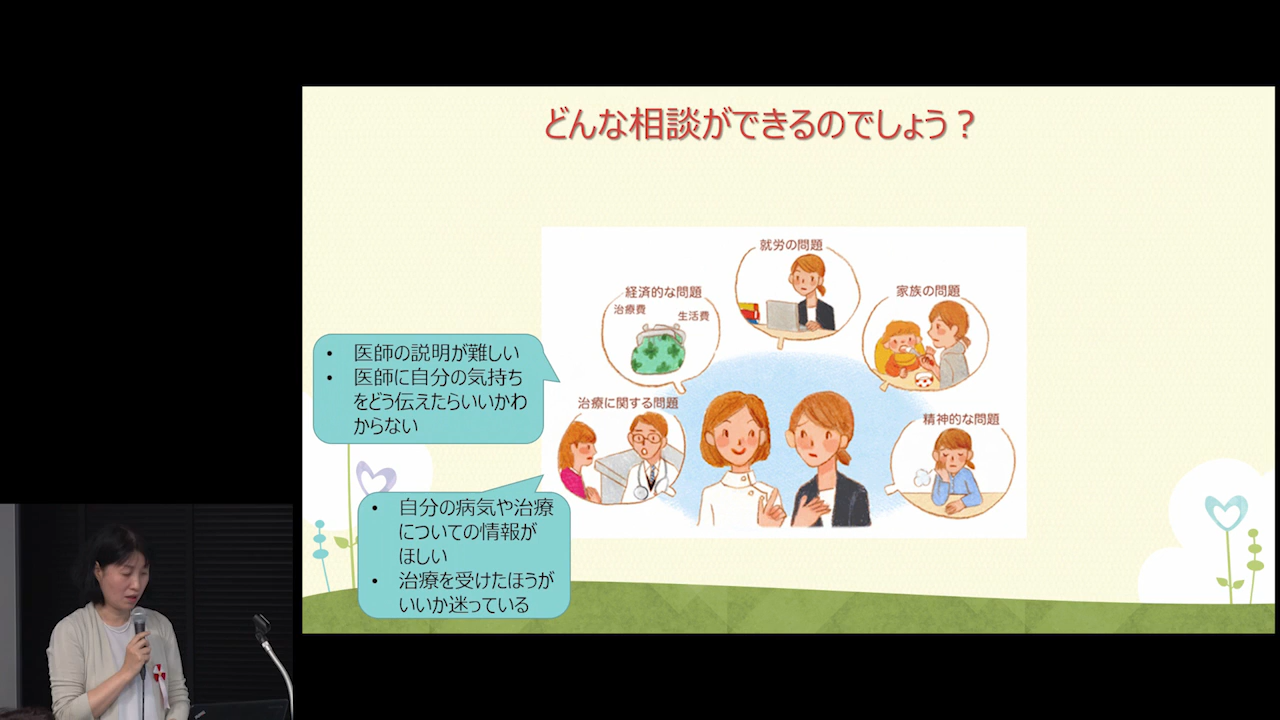 どんな相談ができるのでしょう？
就労の問題
経済的な問題
治療費
生活費
家族の問題
治療に関する問題
精神的な問題
• 医師の説明が難しい
• 医師に自分の気持ち
をどう伝えたらいいかわ
からない
• 自分の病気や治療
についての情報が
ほしい
• 治療を受けたほうが
いいか迷っている